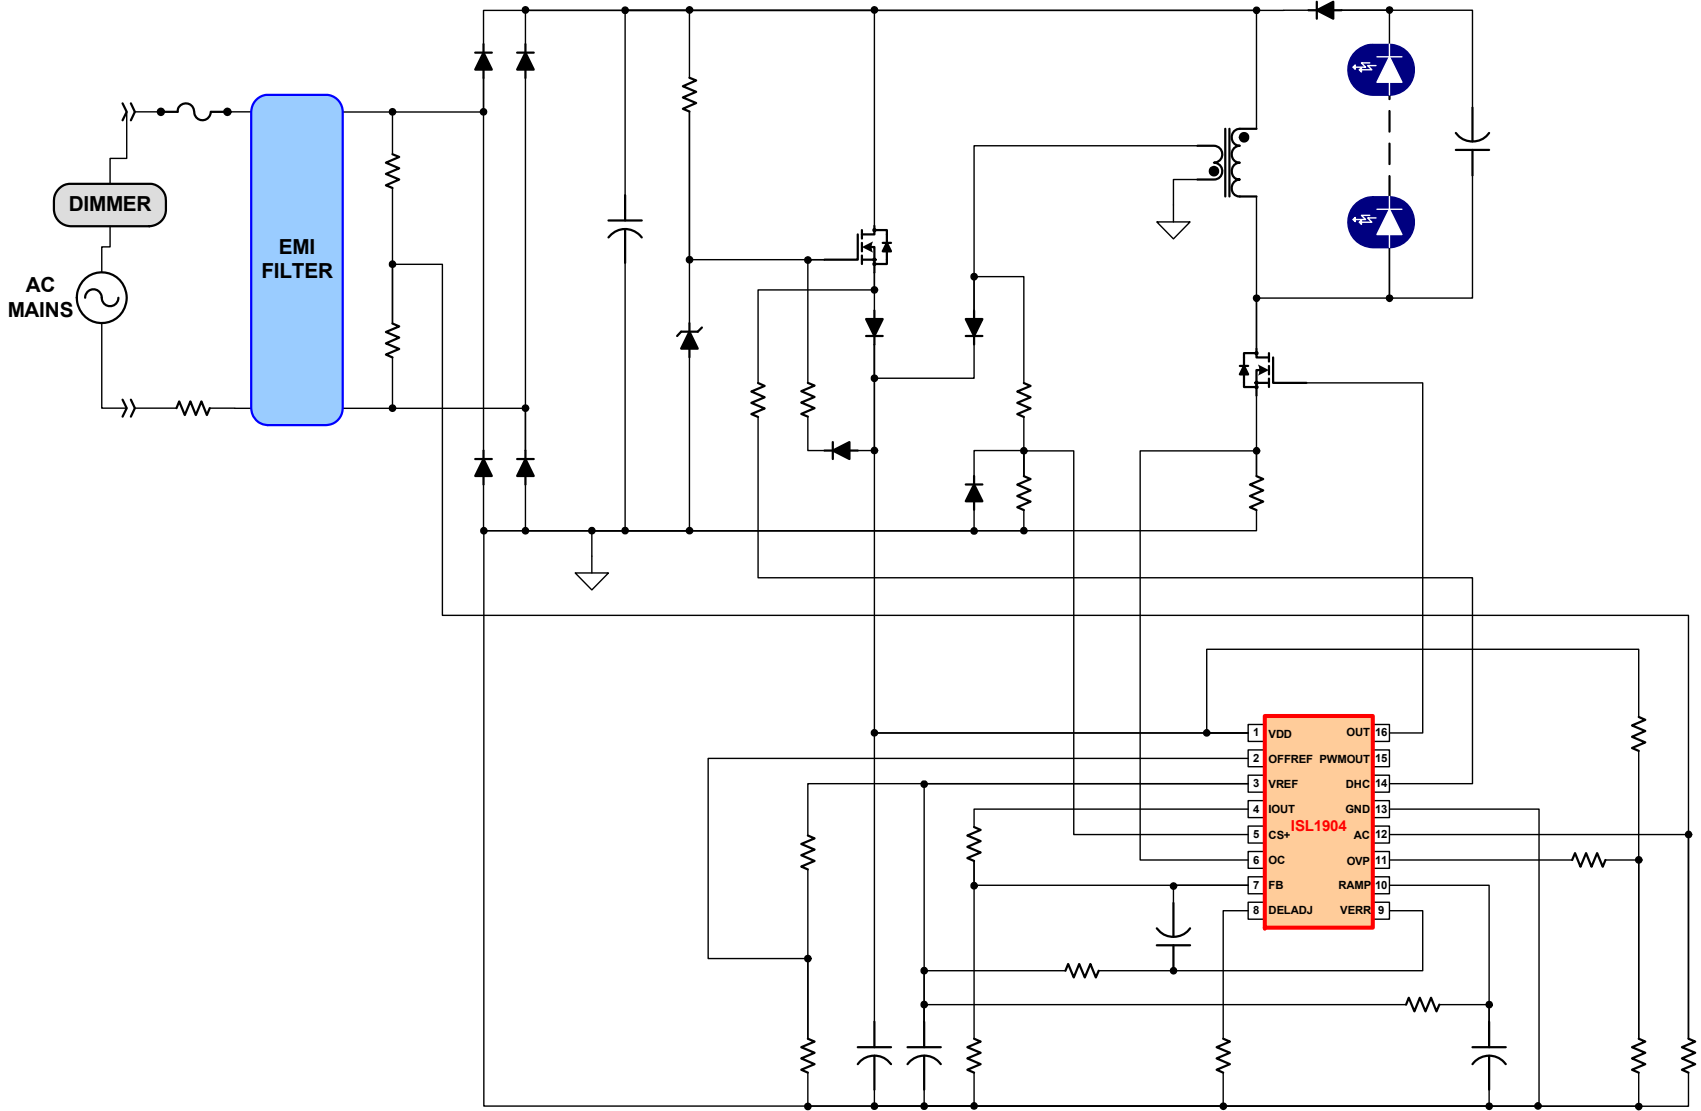 DIMMER
AC
MAINS
EMI
FILTER
1 VDD OUT 16
2 OFFREF PWMOUT 15
3 VREF DHC 14
4 IOUT GND 13
ISL1904
5 CS+ AC 12
6 OC OVP 11
7 FB RAMP 10
8 DELADJ VERR 9